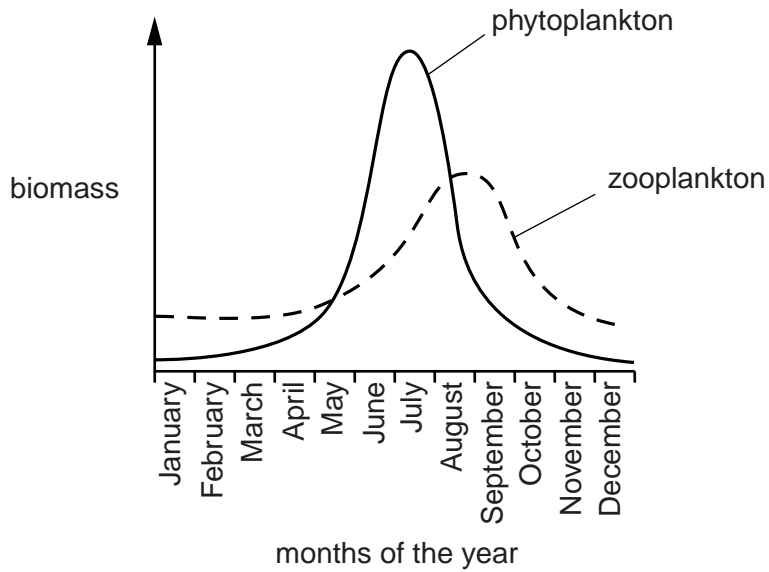 phytoplankton
biomass
zooplankton
January
February
March
April
May
June
July
August
September
October
November
December
months of the year